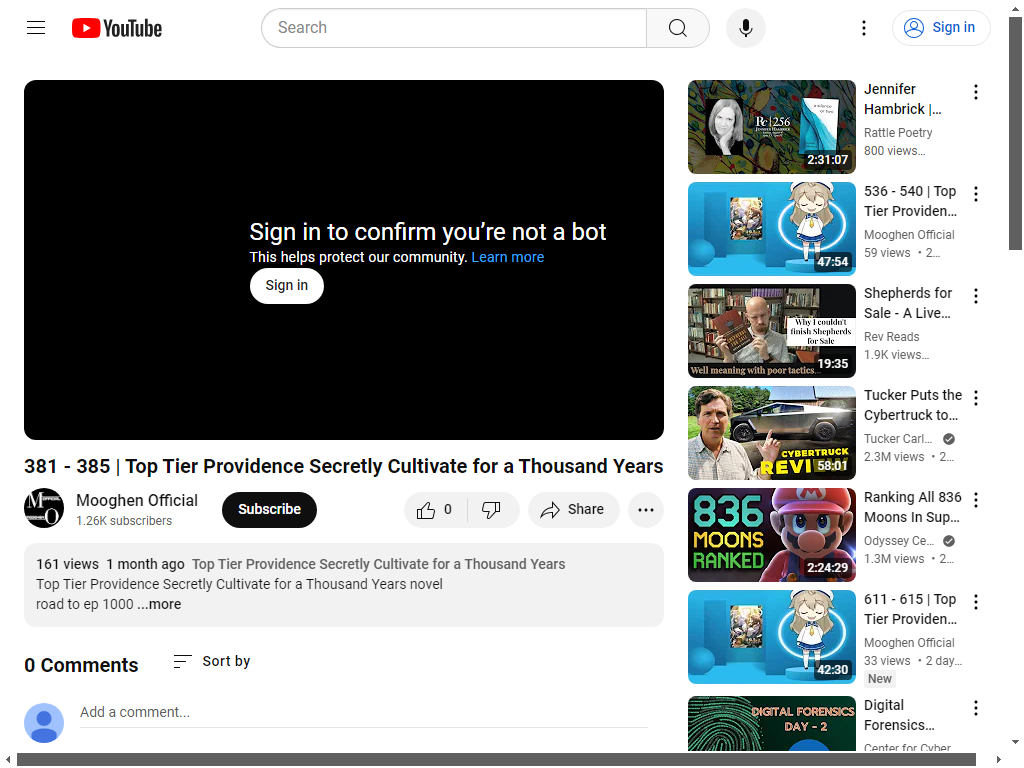 YouTube
Search
Sign in
Sign in to confirm you’re not a bot
This helps protect our community. Learn more
Sign in
381 - 385 | Top Tier Providence Secretly Cultivate for a Thousand Years
Mooghen Official
1.26K subscribers
Subscribe
0
Share
161 views 1 month ago Top Tier Providence Secretly Cultivate for a Thousand Years
Top Tier Providence Secretly Cultivate for a Thousand Years novel
road to ep 1000 ...more
0 Comments
Sort by
Add a comment...
Rc | 256
JENNIFER HAMBRICK
a silence
or two
2:31:07
Jennifer
Hambrick |…
Rattle Poetry
800 views…
47:54
536 - 540 | Top
Tier Providen…
Mooghen Official
59 views • 2…
Why I couldn't
finish Shepherds
for Sale
Well meaning with poor tactics...
19:35
Shepherds for
Sale - A Live…
Rev Reads
1.9K views…
CYBERTRUCK
REVIEW
58:01
Tucker Puts the
Cybertruck to…
Tucker Carl…
2.3M views • 2…
836
MOONS
RANKED
2:24:29
Ranking All 836
Moons In Sup…
Odyssey Ce…
1.3M views • 2…
42:30
611 - 615 | Top
Tier Providen…
Mooghen Official
33 views • 2 day…
New
DIGITAL FORENSICS
DAY - 2
Digital
Forensics…
Center for Cyber